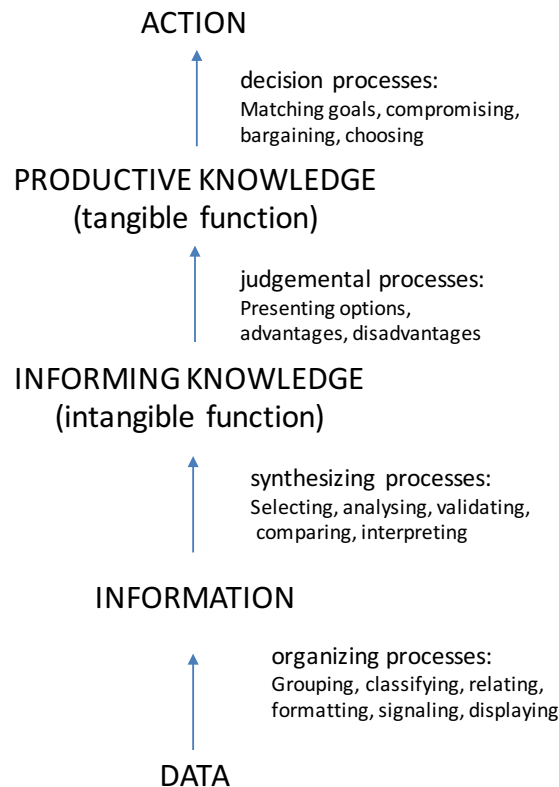 ACTION
decision processes:
Matching goals, compromising,
bargaining, choosing
PRODUCTIVE KNOWLEDGE
(tangible function)
judgemental processes:
Presenting options,
advantages, disadvantages
INFORMING KNOWLEDGE
(intangible function)
synthesizing processes:
Selecting, analysing, validating,
comparing, interpreting
INFORMATION
organizing processes:
Grouping, classifying, relating,
formatting, signaling, displaying
DATA